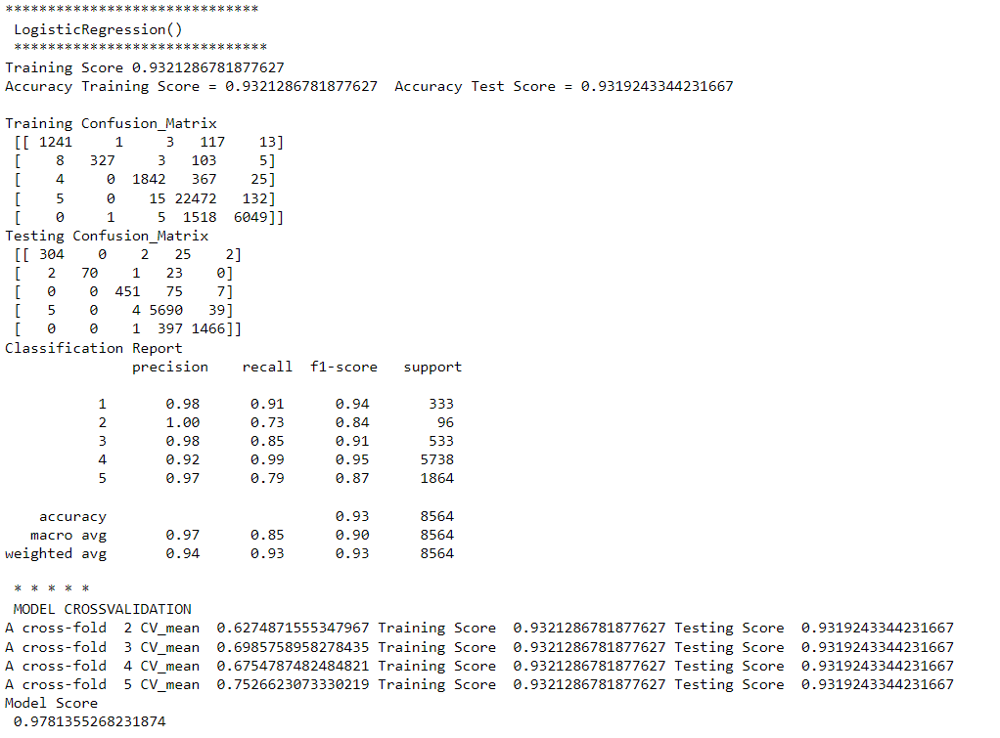 ******************************
LogisticRegression()
******************************
Training Score 0.9321286781877627
Accuracy Training Score = 0.9321286781877627  Accuracy Test Score = 0.9319243344231667
Training Confusion_Matrix
[[ 1241     1     3   117    13]
[    8   327     3   103     5]
[    4     0  1842   367    25]
[    5     0    15 22472   132]
[    0     1     5  1518  6049]]
Testing Confusion_Matrix
[[ 304    0    2   25    2]
[   2   70    1   23    0]
[   0    0  451   75    7]
[   5    0    4 5690   39]
[   0    0    1  397 1466]]
Classification Report
precision    recall  f1-score   support
1       0.98      0.91      0.94       333
2       1.00      0.73      0.84        96
3       0.98      0.85      0.91       533
4       0.92      0.99      0.95      5738
5       0.97      0.79      0.87      1864
accuracy                           0.93      8564
macro avg       0.97      0.85      0.90      8564
weighted avg       0.94      0.93      0.93      8564
* * * * *
MODEL CROSSVALIDATION
A cross-fold  2 CV_mean  0.6274871555347967 Training Score  0.9321286781877627 Testing Score  0.9319243344231667
A cross-fold  3 CV_mean  0.6985758958278435 Training Score  0.9321286781877627 Testing Score  0.9319243344231667
A cross-fold  4 CV_mean  0.6754787482484821 Training Score  0.9321286781877627 Testing Score  0.9319243344231667
A cross-fold  5 CV_mean  0.7526623073330219 Training Score  0.9321286781877627 Testing Score  0.9319243344231667
Model Score
0.9781355268231874